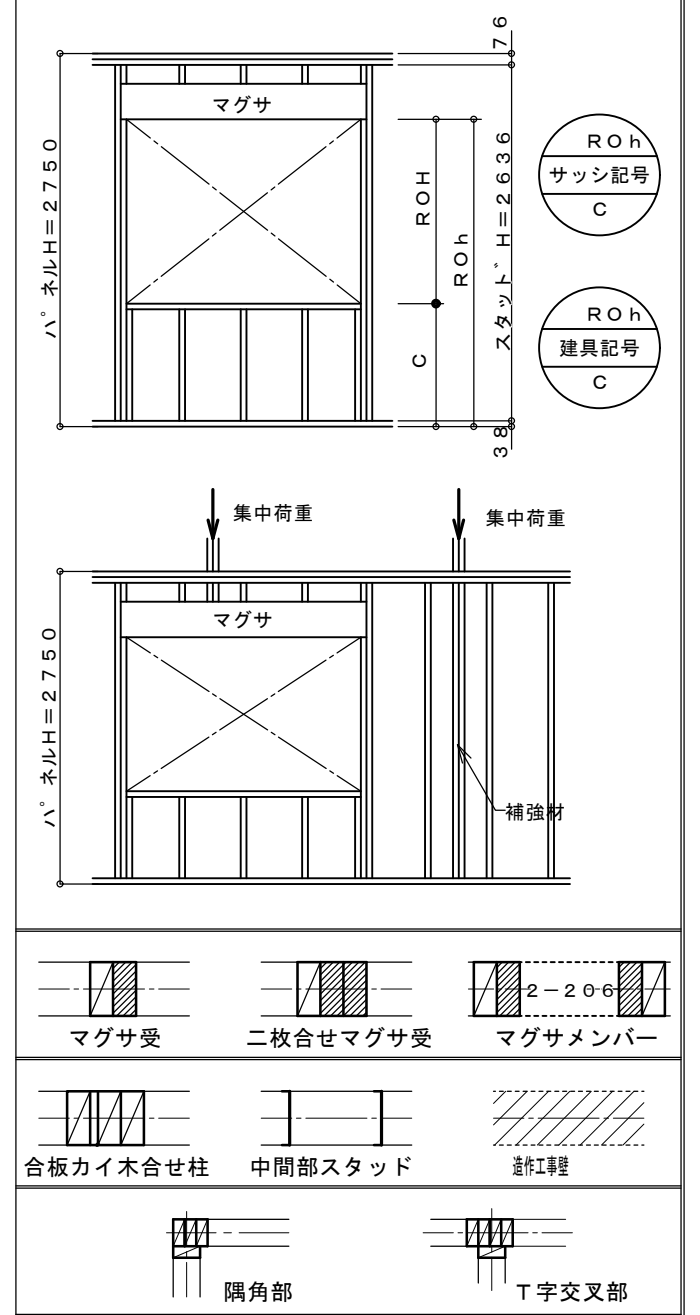 76
パネルH=2750
マグサ
ROH
ROh
C
スタッド H=2636
38
ROh
サッシ記号
C
ROh
建具記号
C
集中荷重
集中荷重
パネルH=2750
マグサ
補強材
2-206
マグサ受
二枚合せマグサ受
マグサメンバー
合板カイ木合せ柱
中間部スタッド
造作工事壁
隅角部
T字交叉部